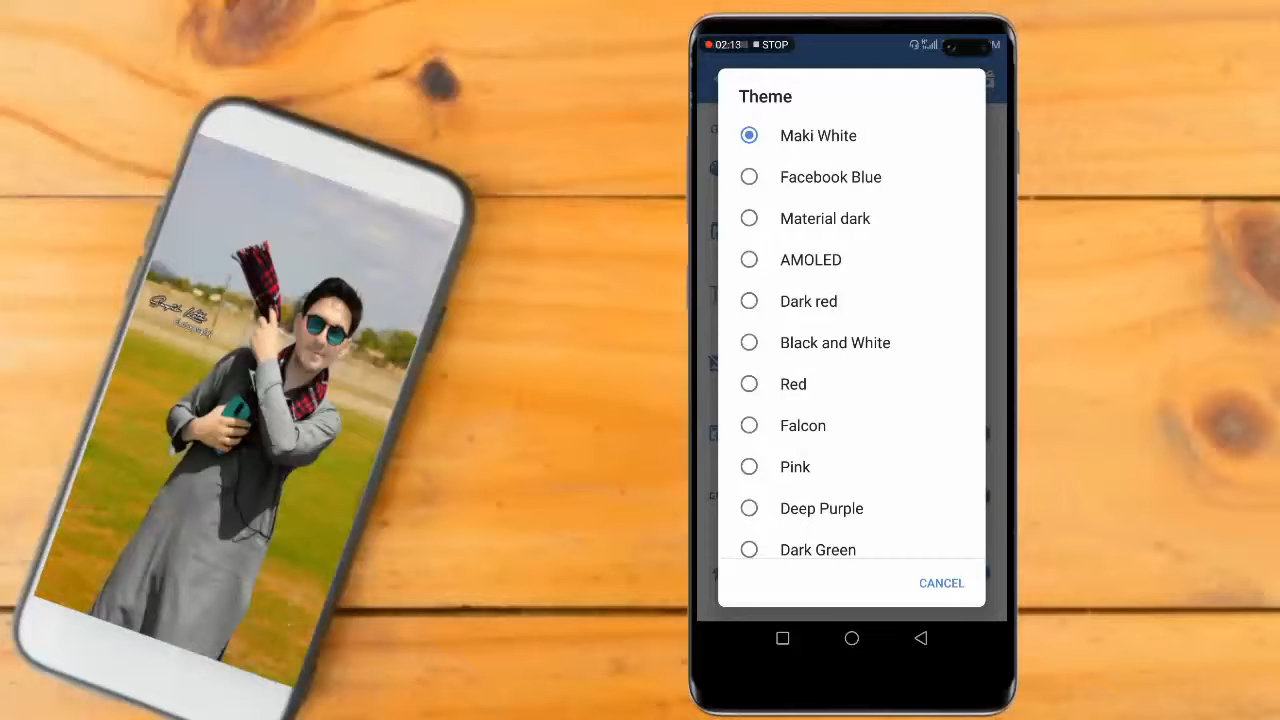 02:13 STOP
Theme
Maki White
Facebook Blue
Material dark
AMOLED
Dark red
Black and White
Red
Falcon
Pink
Deep Purple
Dark Green
CANCEL